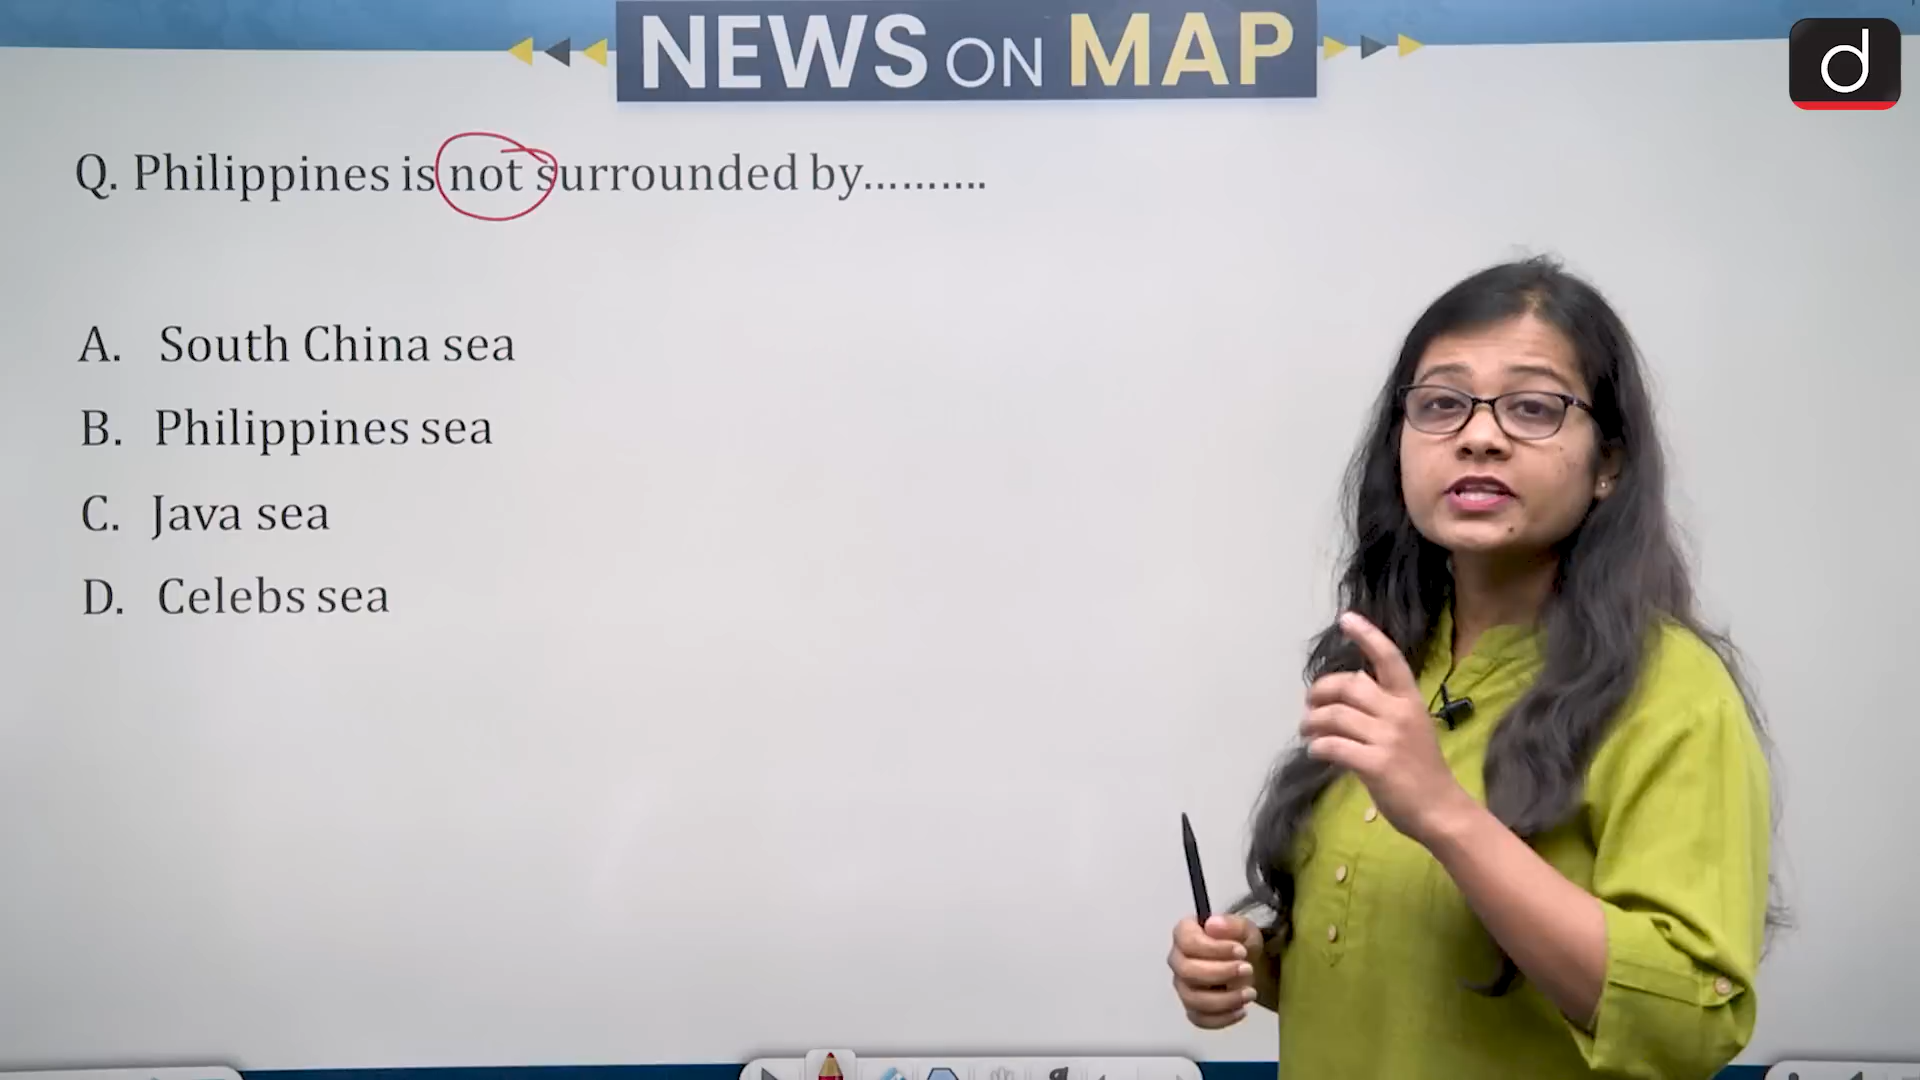 NEWS ON MAP
d
Q. Philippines is not surrounded by..........
A. South China sea
B. Philippines sea
C. Java sea
D. Celebs sea